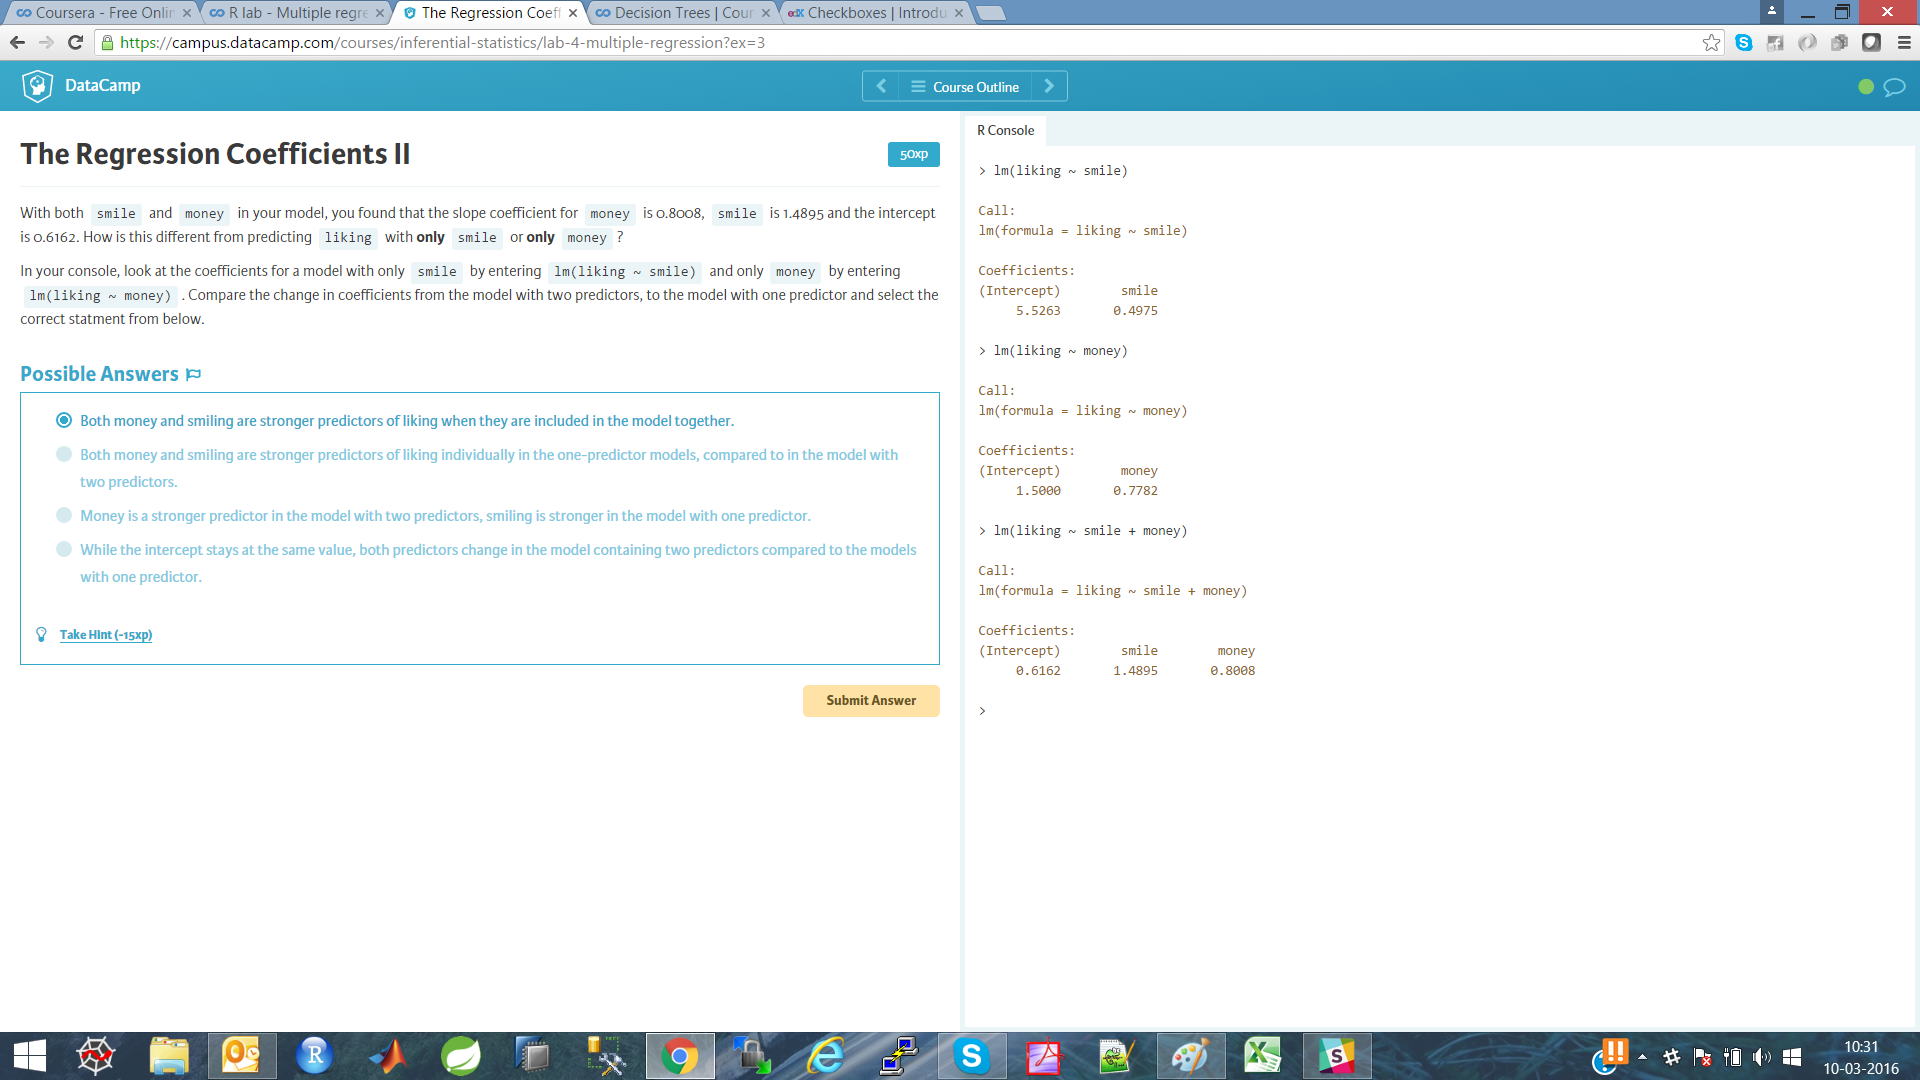 Coursera - Free Onlin
R lab - Multiple regre
The Regression Coeff
Decision Trees | Cour
edX Checkboxes | Introdu
https://campus.datacamp.com/courses/inferential-statistics/lab-4-multiple-regression?ex=3
DataCamp
Course Outline
The Regression Coefficients II
50xp
With both smile and money in your model, you found that the slope coefficient for money is 0.8008, smile is 1.4895 and the intercept
is 0.6162. How is this different from predicting liking with only smile or only money ?
In your console, look at the coefficients for a model with only smile by entering lm(liking ~ smile) and only money by entering
lm(liking ~ money) . Compare the change in coefficients from the model with two predictors, to the model with one predictor and select the
correct statment from below.
Possible Answers
Both money and smiling are stronger predictors of liking when they are included in the model together.
Both money and smiling are stronger predictors of liking individually in the one-predictor models, compared to in the model with
two predictors.
Money is a stronger predictor in the model with two predictors, smiling is stronger in the model with one predictor.
While the intercept stays at the same value, both predictors change in the model containing two predictors compared to the models
with one predictor.
Take Hint (-15xp)
Submit Answer
R Console
> lm(liking ~ smile)
Call:
lm(formula = liking ~ smile)
Coefficients:
(Intercept) smile
5.5263 0.4975
> lm(liking ~ money)
Call:
lm(formula = liking ~ money)
Coefficients:
(Intercept) money
1.5000 0.7782
> lm(liking ~ smile + money)
Call:
lm(formula = liking ~ smile + money)
Coefficients:
(Intercept) smile money
0.6162 1.4895 0.8008
>
10:31
10-03-2016